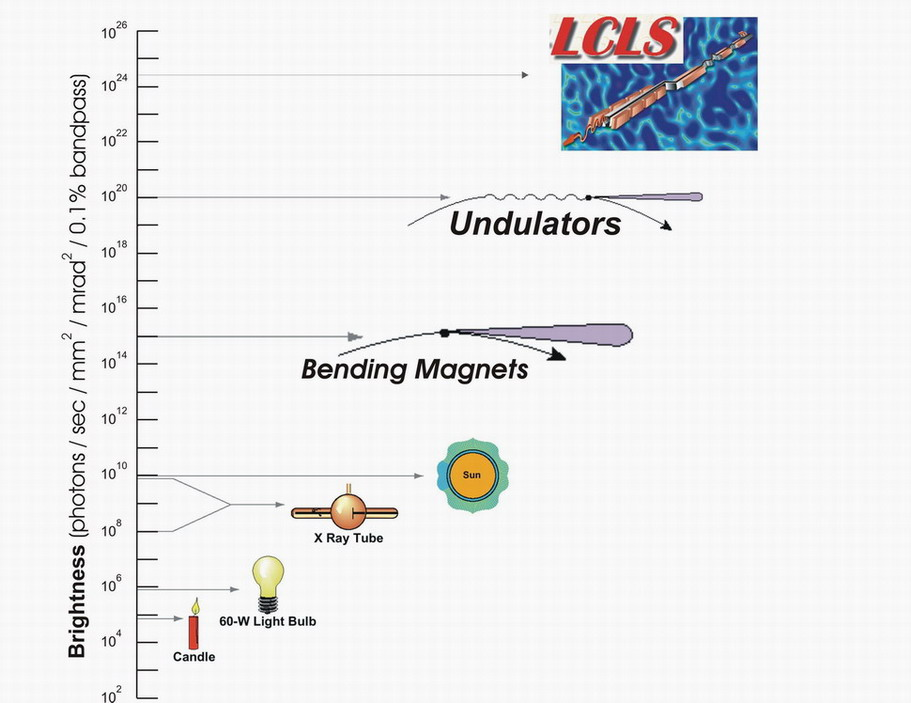 LCLS
10^26
10^24
10^22
10^20
10^18
10^16
10^14
10^12
10^10
10^8
10^6
10^4
10^2
Brightness (photons / sec / mm^2 / mrad^2 / 0.1% bandpass)
Undulators
Bending Magnets
Sun
X Ray Tube
60-W Light Bulb
Candle